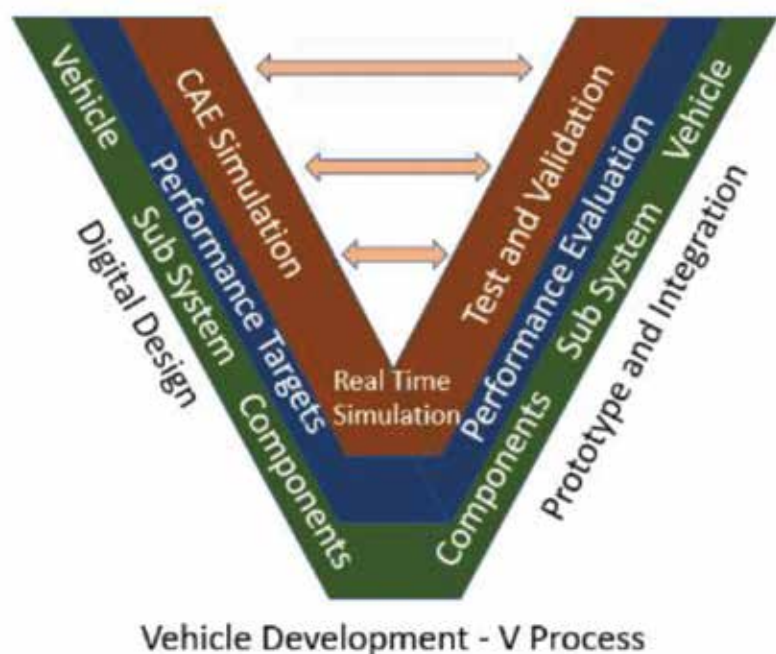 Vehicle
Sub System
Components
Performance Targets
CAE Simulation
Digital Design
Real Time
Simulation
Test and Validation
Performance Evaluation
Vehicle
Sub System
Components
Prototype and Integration
Vehicle Development - V Process